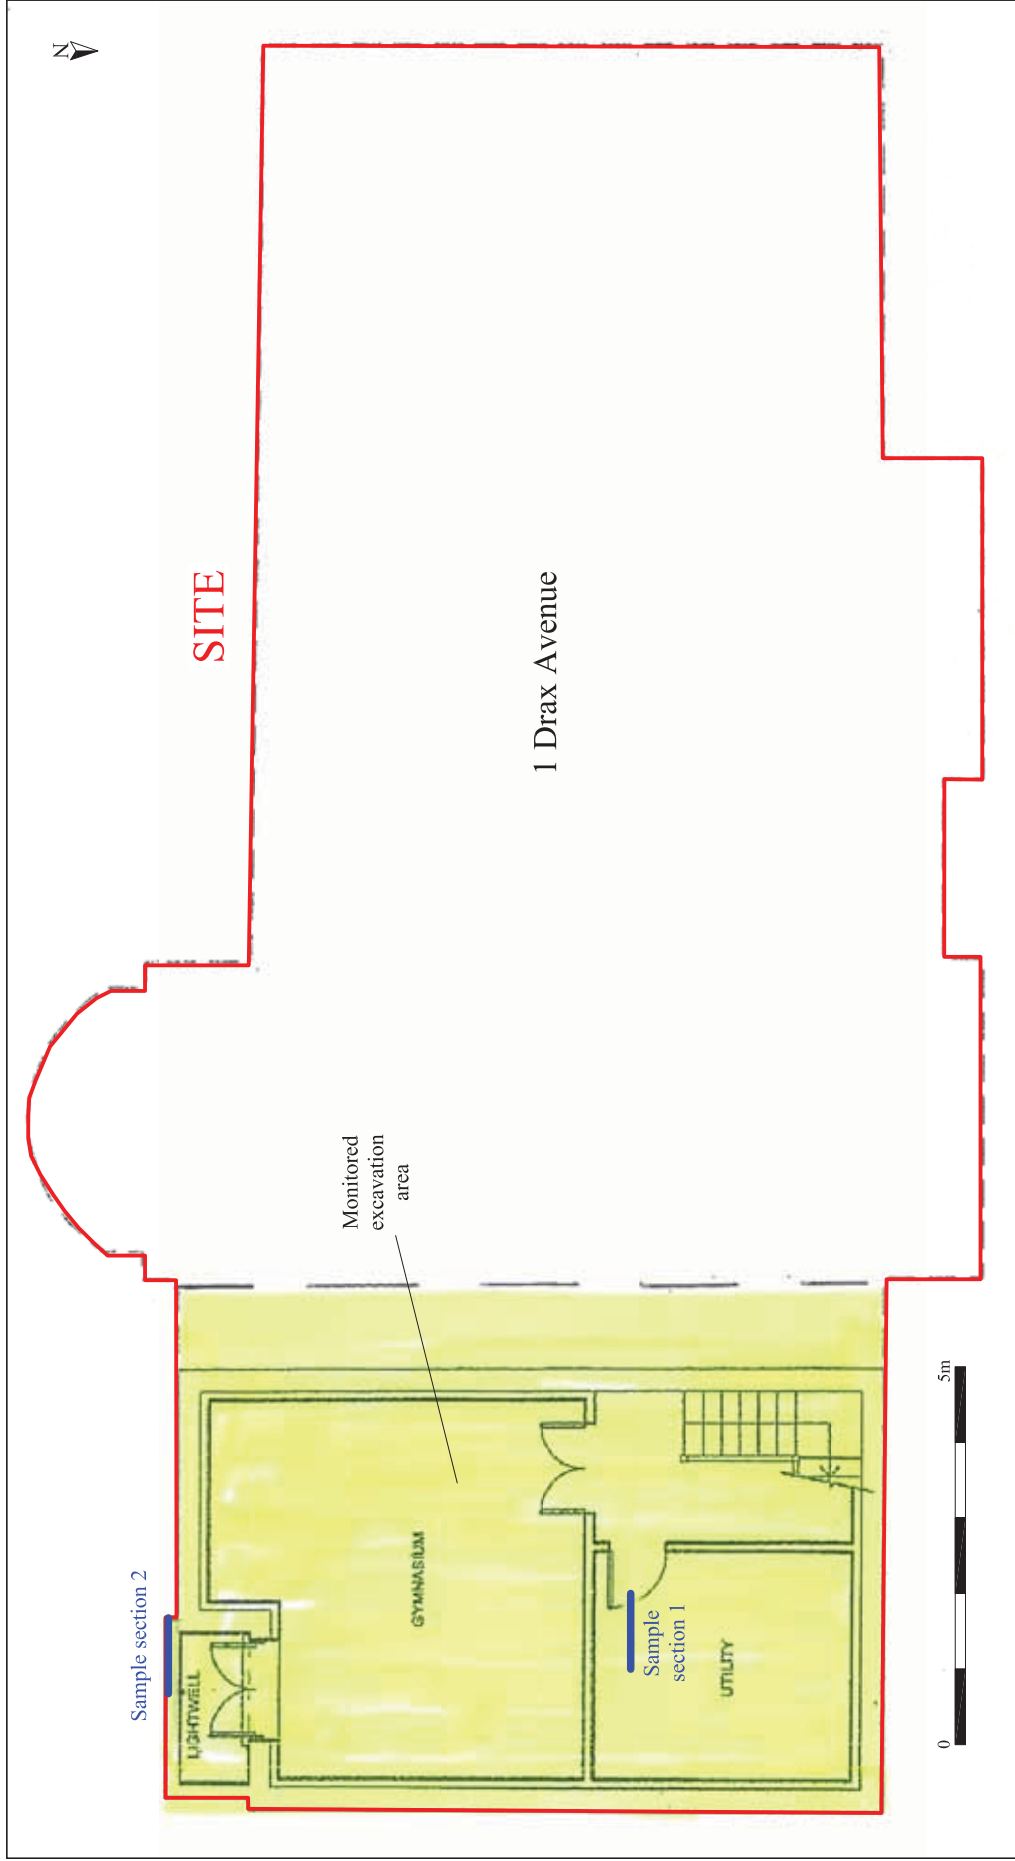 N
SITE
1 Drax Avenue
Monitored
excavation
area
Sample section 2
LIGHTWELL
GYMNASIUM
Sample
section 1
UTILITY
0
5m